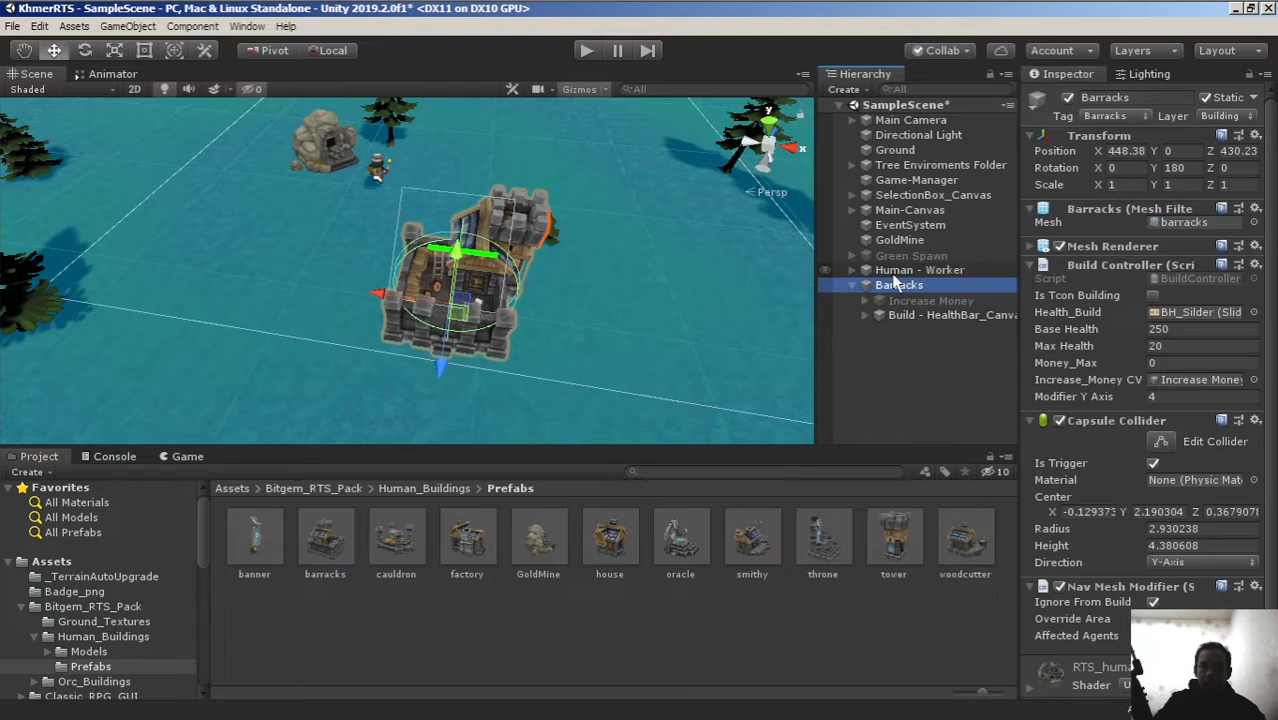 KhmerRTS - SampleScene - PC, Mac & Linux Standalone - Unity 2019.2.0f1* <DX11 on DX10 GPU>
File Edit Assets GameObject Component Window Help
Pivot Local Collab Account Layers Layout
Scene Animator
Shaded 2D 0 Gizmos All
y
x
Persp
Hierarchy
Create All
SampleScene*
Main Camera
Directional Light
Ground
Tree Enviroments Folder
Game-Manager
SelectionBox_Canvas
Main-Canvas
EventSystem
GoldMine
Green Spawn
Human - Worker
Barracks
Increase Money
Build - HealthBar_Canva
Inspector Lighting
Barracks Static
Tag Barracks Layer Building
Transform
Position X 448.38 Y 0 Z 430.23
Rotation X 0 Y 180 Z 0
Scale X 1 Y 1 Z 1
Barracks (Mesh Filte
Mesh barracks
Mesh Renderer
Build Controller (Scri
Script BuildController
Is Tcon Building
Health_Build BH_Silder (Slid
Base Health 250
Max Health 20
Money_Max 0
Increase_Money CV Increase Money
Modifier Y Axis 4
Capsule Collider
Edit Collider
Is Trigger
Material None (Physic Mat
Center
X -0.129373 Y 2.190304 Z 0.3679078
Radius 2.930238
Height 4.380608
Direction Y-Axis
Nav Mesh Modifier (S
Ignore From Build
Override Area
Affected Agents
RTS_hum
Shader U
Project Console Game
Create 10
Favorites
All Materials
All Models
All Prefabs
Assets
_TerrainAutoUpgrade
Badge_png
Bitgem_RTS_Pack
Ground_Textures
Human_Buildings
Models
Prefabs
Orc_Buildings
Classic_RPG_GUI
Assets Bitgem_RTS_Pack Human_Buildings Prefabs
banner barracks cauldron factory GoldMine house oracle smithy throne tower woodcutter